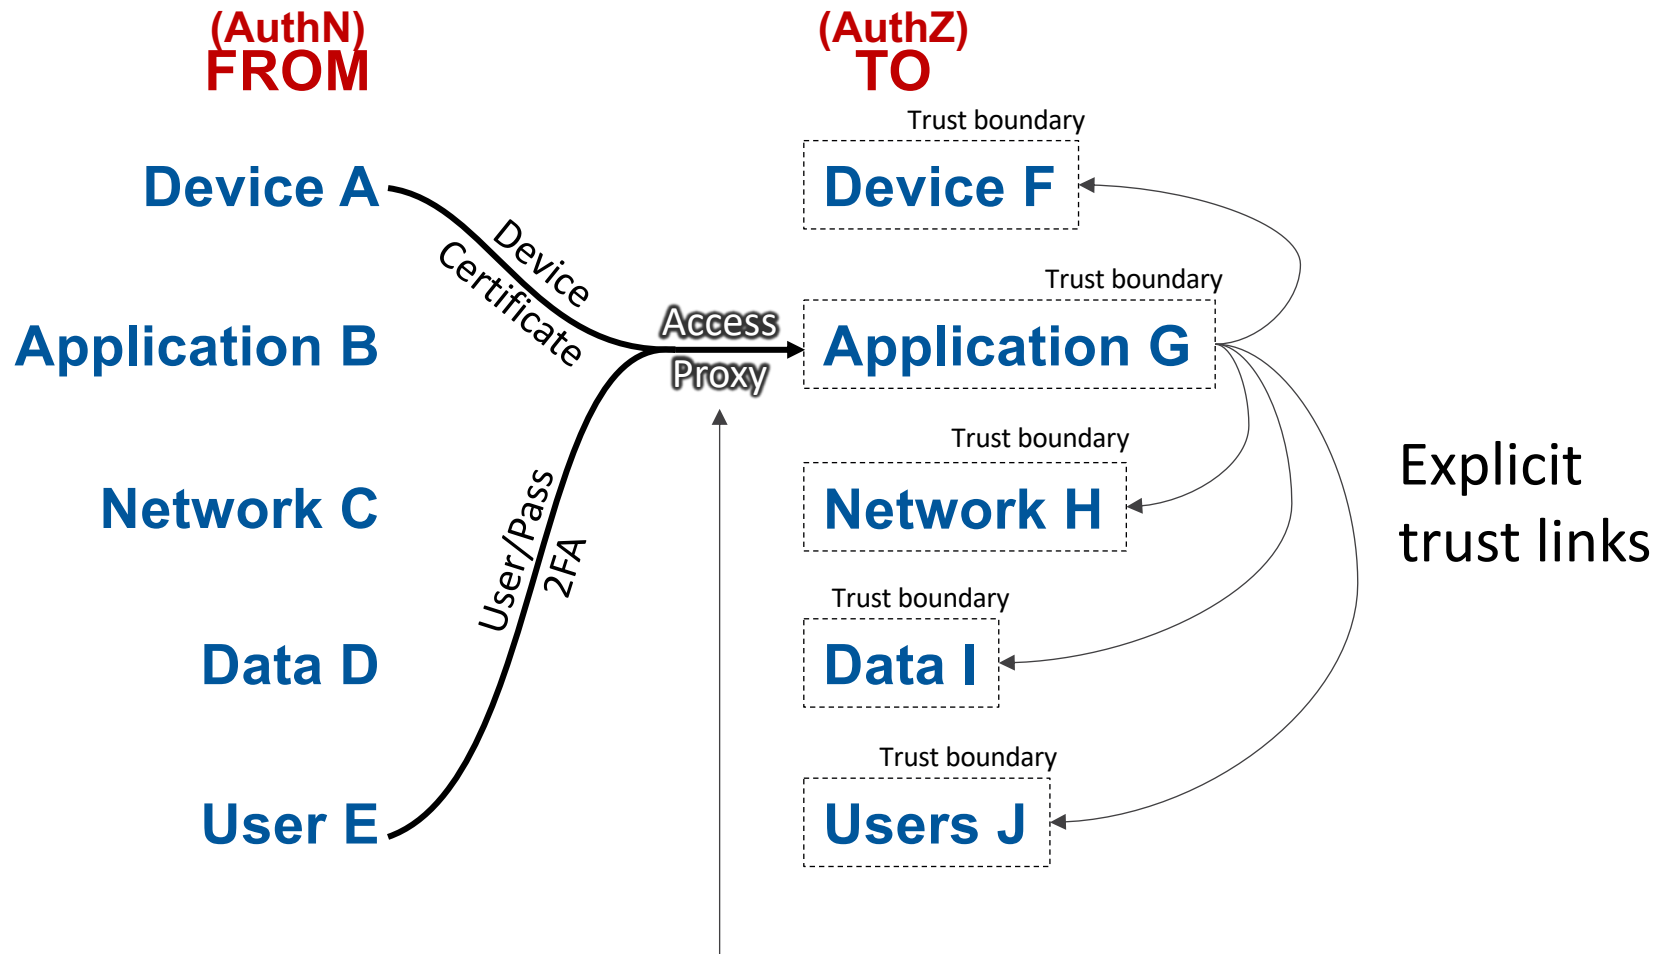 (AuthN)
FROM
(AuthZ)
TO
Trust boundary
Device A
Device F
Device
Certificate
Trust boundary
Application B
Access
Proxy
Application G
Trust boundary
Network C
User/Pass
2FA
Network H
Explicit
trust links
Trust boundary
Data D
Data I
Trust boundary
User E
Users J